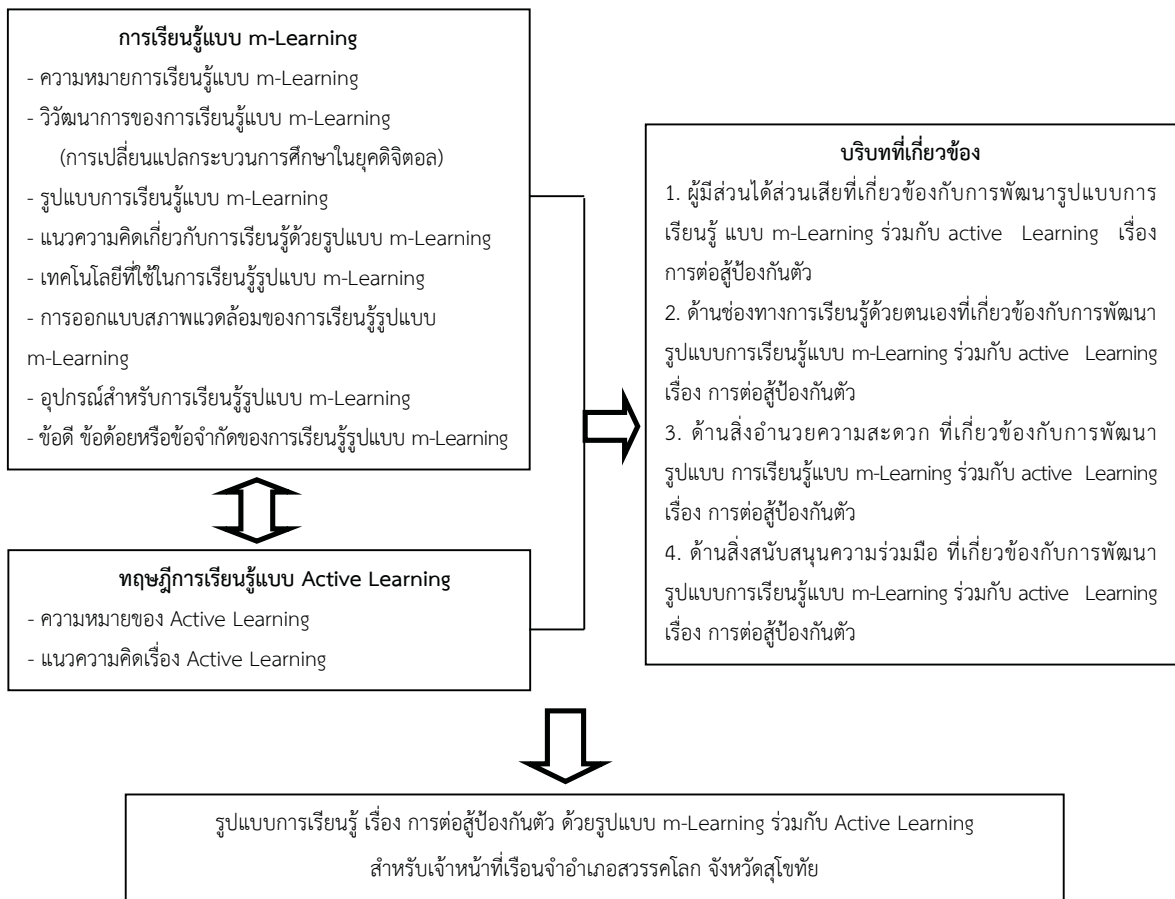 การเรียนรู้แบบ m-Learning
- ความหมายการเรียนรู้แบบ m-Learning
- วิวัฒนาการของการเรียนรู้แบบ m-Learning
(การเปลี่ยนแปลกระบวนการศึกษาในยุคดิจิตอล)
- รูปแบบการเรียนรู้แบบ m-Learning
- แนวความคิดเกี่ยวกับการเรียนรู้ด้วยรูปแบบ m-Learning
- เทคโนโลยีที่ใช้ในการเรียนรู้รูปแบบ m-Learning
- การออกแบบสภาพแวดล้อมของการเรียนรู้รูปแบบ
m-Learning
- อุปกรณ์สำหรับการเรียนรู้รูปแบบ m-Learning
- ข้อดี ข้อด้อยหรือข้อจำกัดของการเรียนรู้รูปแบบ m-Learning
ทฤษฎีการเรียนรู้แบบ Active Learning
- ความหมายของ Active Learning
- แนวความคิดเรื่อง Active Learning
บริบทที่เกี่ยวข้อง
1. ผู้มีส่วนได้ส่วนเสียที่เกี่ยวข้องกับการพัฒนารูปแบบการ
เรียนรู้ แบบ m-Learning ร่วมกับ active Learning เรื่อง
การต่อสู้ป้องกันตัว
2. ด้านช่องทางการเรียนรู้ด้วยตนเองที่เกี่ยวข้องกับการพัฒนา
รูปแบบการเรียนรู้แบบ m-Learning ร่วมกับ active Learning
เรื่อง การต่อสู้ป้องกันตัว
3. ด้านสิ่งอำนวยความสะดวก ที่เกี่ยวข้องกับการพัฒนา
รูปแบบ การเรียนรู้แบบ m-Learning ร่วมกับ active Learning
เรื่อง การต่อสู้ป้องกันตัว
4. ด้านสิ่งสนับสนุนความร่วมมือ ที่เกี่ยวข้องกับการพัฒนา
รูปแบบการเรียนรู้แบบ m-Learning ร่วมกับ active Learning
เรื่อง การต่อสู้ป้องกันตัว
รูปแบบการเรียนรู้ เรื่อง การต่อสู้ป้องกันตัว ด้วยรูปแบบ m-Learning ร่วมกับ Active Learning
สำหรับเจ้าหน้าที่เรือนจำอำเภอสวรรคโลก จังหวัดสุโขทัย